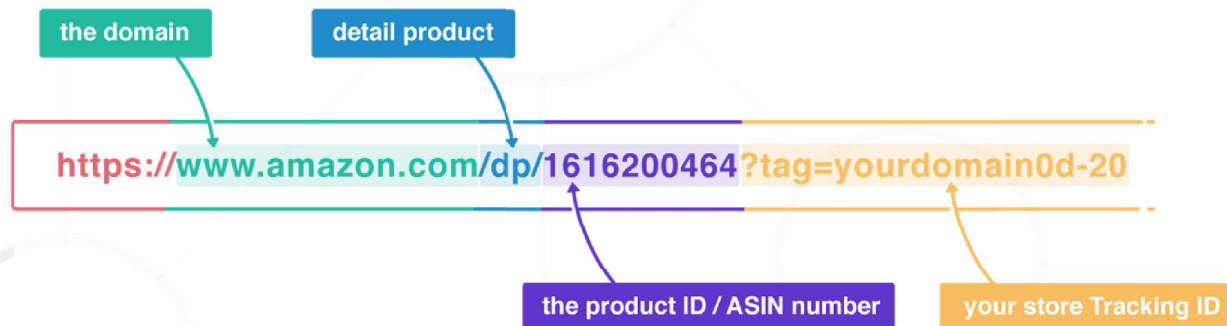 the domain
detail product
https://www.amazon.com/dp/1616200464?tag=yourdomain0d-20
the product ID / ASIN number
your store Tracking ID